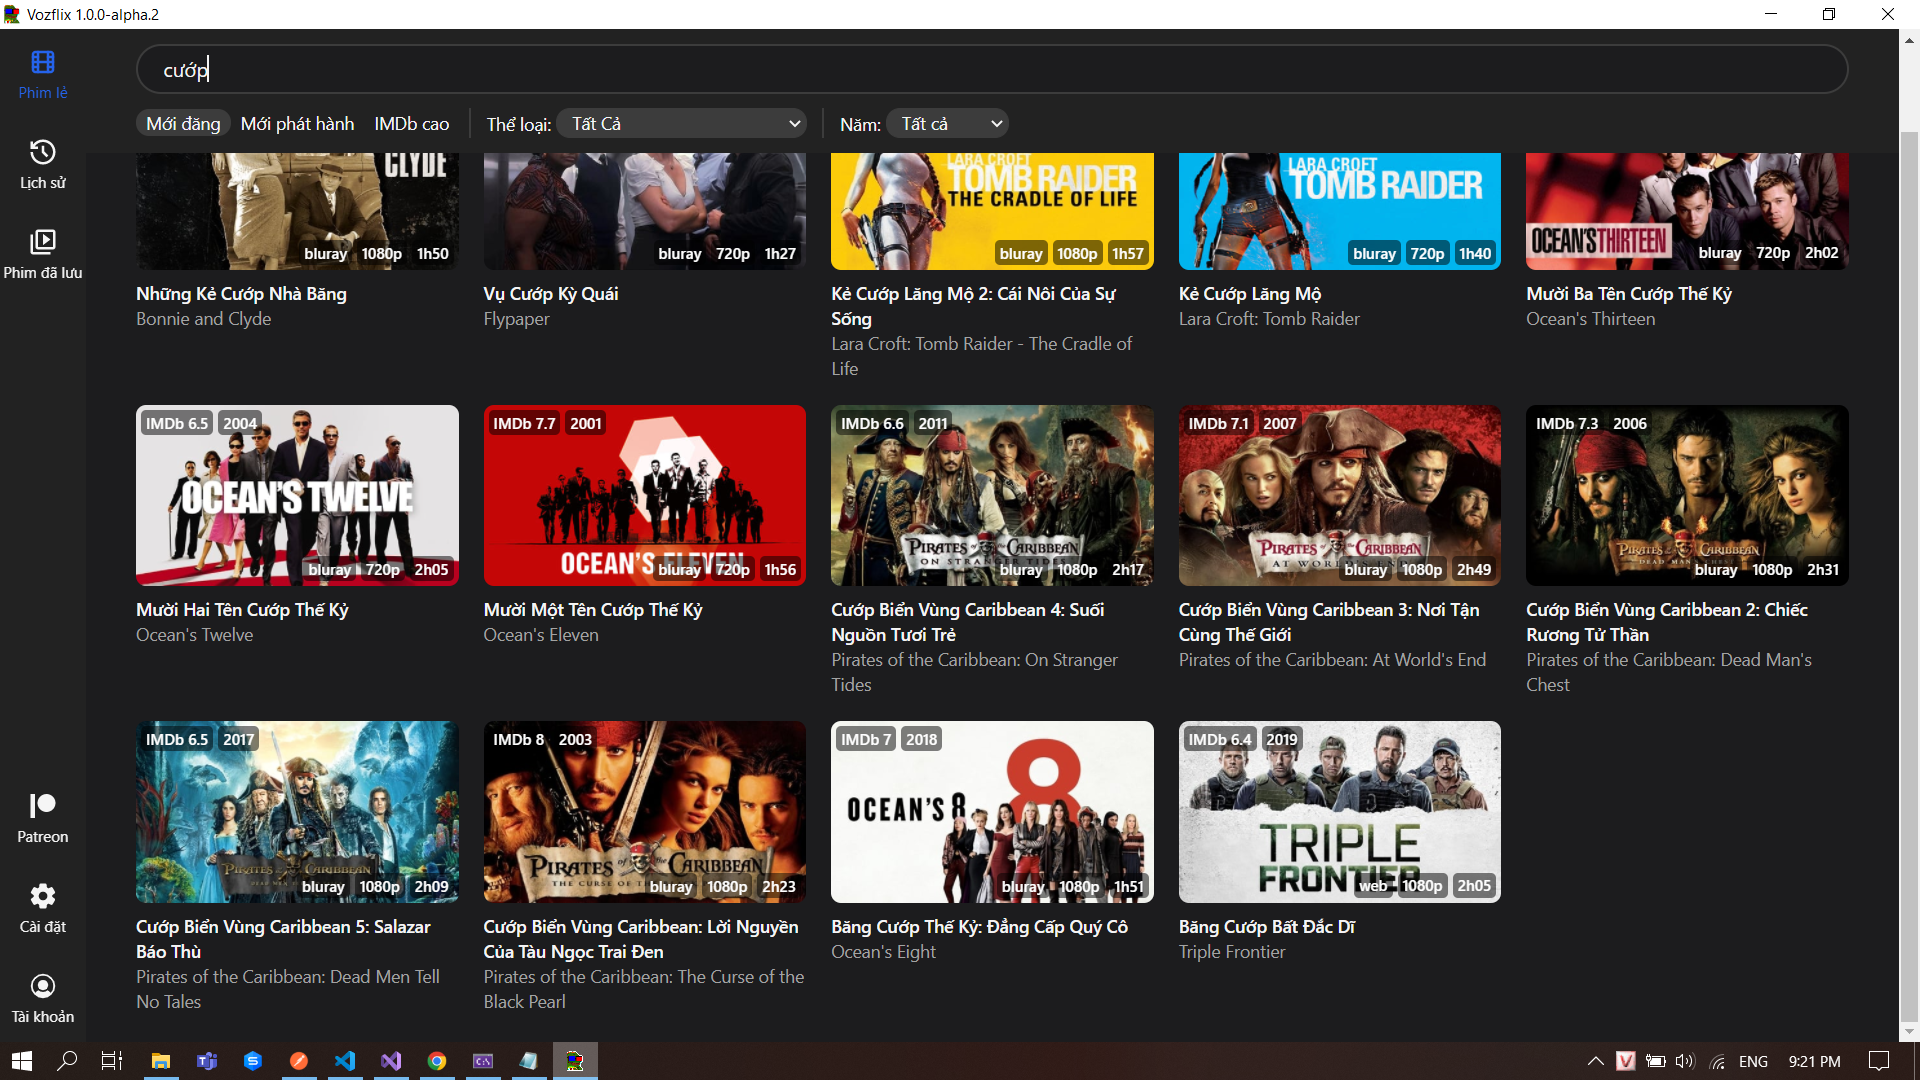 Vozflix 1.0.0-alpha.2
cướp
Phim lẻ
Mới đăng
Mới phát hành
IMDb cao
Thể loại:
Tất Cả
Năm:
Tất cả
Lịch sử
Phim đã lưu
Patreon
Cài đặt
Tài khoản
CLYDE
bluray 1080p 1h50
Những Kẻ Cướp Nhà Băng
Bonnie and Clyde
bluray 720p 1h27
Vụ Cướp Kỳ Quái
Flypaper
LARA CROFT
TOMB RAIDER
THE CRADLE OF LIFE
bluray 1080p 1h57
Kẻ Cướp Lăng Mộ 2: Cái Nôi Của Sự
Sống
Lara Croft: Tomb Raider - The Cradle of
Life
LARA CROFT
TOMB RAIDER
bluray 720p 1h40
Kẻ Cướp Lăng Mộ
Lara Croft: Tomb Raider
OCEAN'S THIRTEEN
bluray 720p 2h02
Mười Ba Tên Cướp Thế Kỷ
Ocean's Thirteen
IMDb 6.5 2004
OCEAN'S TWELVE
bluray 720p 2h05
Mười Hai Tên Cướp Thế Kỷ
Ocean's Twelve
IMDb 7.7 2001
OCEAN'S ELEVEN
bluray 720p 1h56
Mười Một Tên Cướp Thế Kỷ
Ocean's Eleven
IMDb 6.6 2011
PIRATES of the CARIBBEAN
ON STRANGER TIDES
bluray 1080p 2h17
Cướp Biển Vùng Caribbean 4: Suối
Nguồn Tươi Trẻ
Pirates of the Caribbean: On Stranger
Tides
IMDb 7.1 2007
PIRATES of the CARIBBEAN
AT WORLD'S END
bluray 1080p 2h49
Cướp Biển Vùng Caribbean 3: Nơi Tận
Cùng Thế Giới
Pirates of the Caribbean: At World's End
IMDb 7.3 2006
PIRATES of the CARIBBEAN
DEAD MAN'S CHEST
bluray 1080p 2h31
Cướp Biển Vùng Caribbean 2: Chiếc
Rương Tử Thần
Pirates of the Caribbean: Dead Man's
Chest
IMDb 6.5 2017
PIRATES of the CARIBBEAN
bluray 1080p 2h09
Cướp Biển Vùng Caribbean 5: Salazar
Báo Thù
Pirates of the Caribbean: Dead Men Tell
No Tales
IMDb 8 2003
PIRATES of the CARIBBEAN
THE CURSE OF
bluray 1080p 2h23
Cướp Biển Vùng Caribbean: Lời Nguyền
Của Tàu Ngọc Trai Đen
Pirates of the Caribbean: The Curse of the
Black Pearl
IMDb 7 2018
8
OCEAN'S 8
bluray 1080p 1h51
Băng Cướp Thế Kỷ: Đẳng Cấp Quý Cô
Ocean's Eight
IMDb 6.4 2019
TRIPLE
FRONTIER
web 1080p 2h05
Băng Cướp Bất Đắc Dĩ
Triple Frontier
ENG
9:21 PM